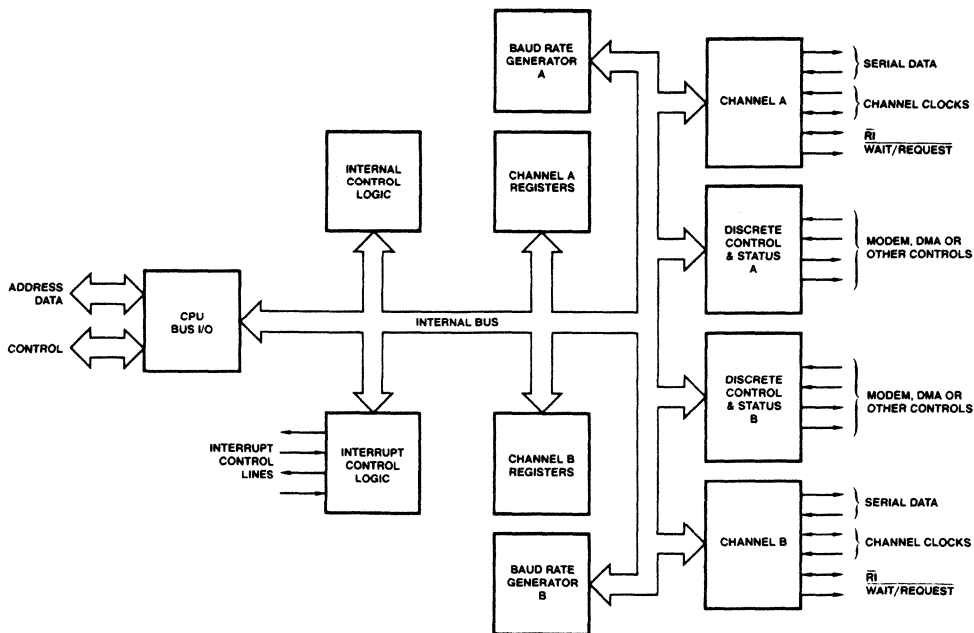 BAUD RATE
GENERATOR
A
CHANNEL A
SERIAL DATA
CHANNEL CLOCKS
RI
WAIT/REQUEST
INTERNAL
CONTROL
LOGIC
CHANNEL A
REGISTERS
DISCRETE
CONTROL
& STATUS
A
MODEM, DMA OR
OTHER CONTROLS
ADDRESS
DATA
CONTROL
CPU
BUS I/O
INTERNAL BUS
DISCRETE
CONTROL
& STATUS
B
MODEM, DMA OR
OTHER CONTROLS
INTERRUPT
CONTROL
LINES
INTERRUPT
CONTROL
LOGIC
CHANNEL B
REGISTERS
CHANNEL B
SERIAL DATA
CHANNEL CLOCKS
RI
WAIT/REQUEST
BAUD RATE
GENERATOR
B